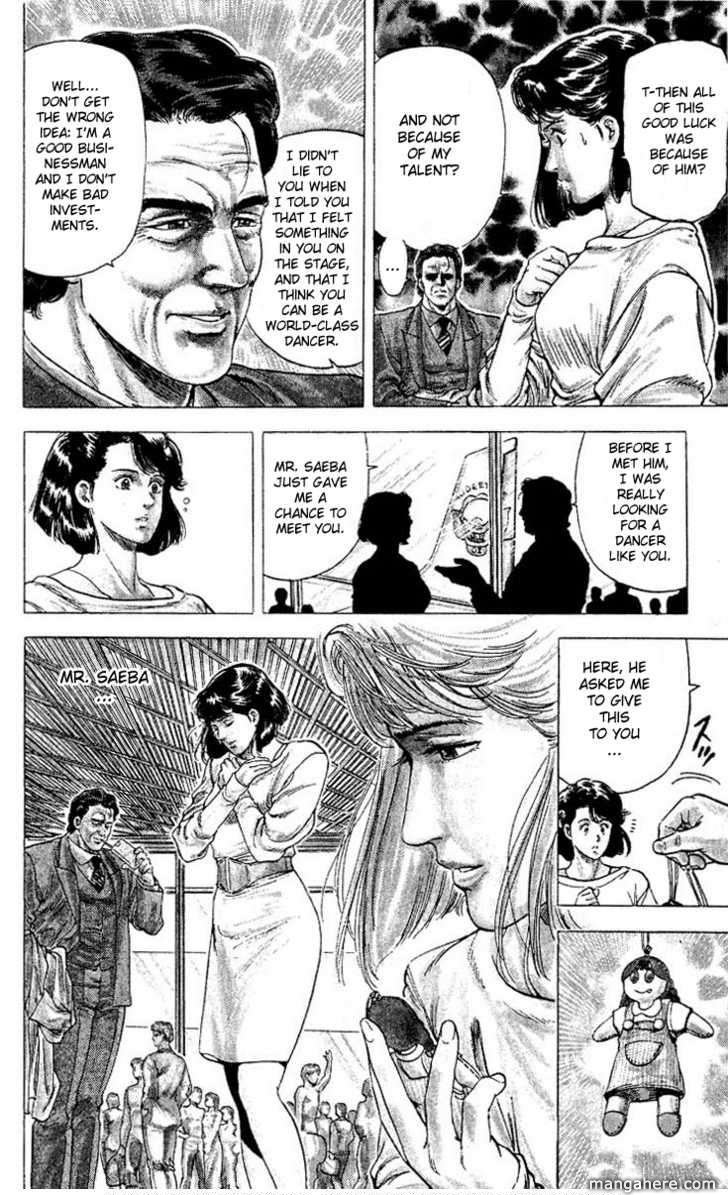 T-THEN ALL
OF THIS
GOOD LUCK
WAS
BECAUSE
OF HIM?
AND NOT
BECAUSE
OF MY
TALENT?
...
I DIDN'T
LIE TO
YOU WHEN
I TOLD YOU
THAT I FELT
SOMETHING
IN YOU ON
THE STAGE,
AND THAT I
THINK YOU
CAN BE A
WORLD-CLASS
DANCER.
WELL...
DON'T GET
THE WRONG
IDEA: I'M A
GOOD BUSI-
NESSMAN
AND I DON'T
MAKE BAD
INVEST-
MENTS.
BEFORE I
MET HIM,
I WAS
REALLY
LOOKING
FOR A
DANCER
LIKE YOU.
MR. SAEBA
JUST GAVE
ME A
CHANCE TO
MEET YOU.
HERE, HE
ASKED ME
TO GIVE
THIS
TO YOU
...
MR. SAEBA
...
mangahere.com